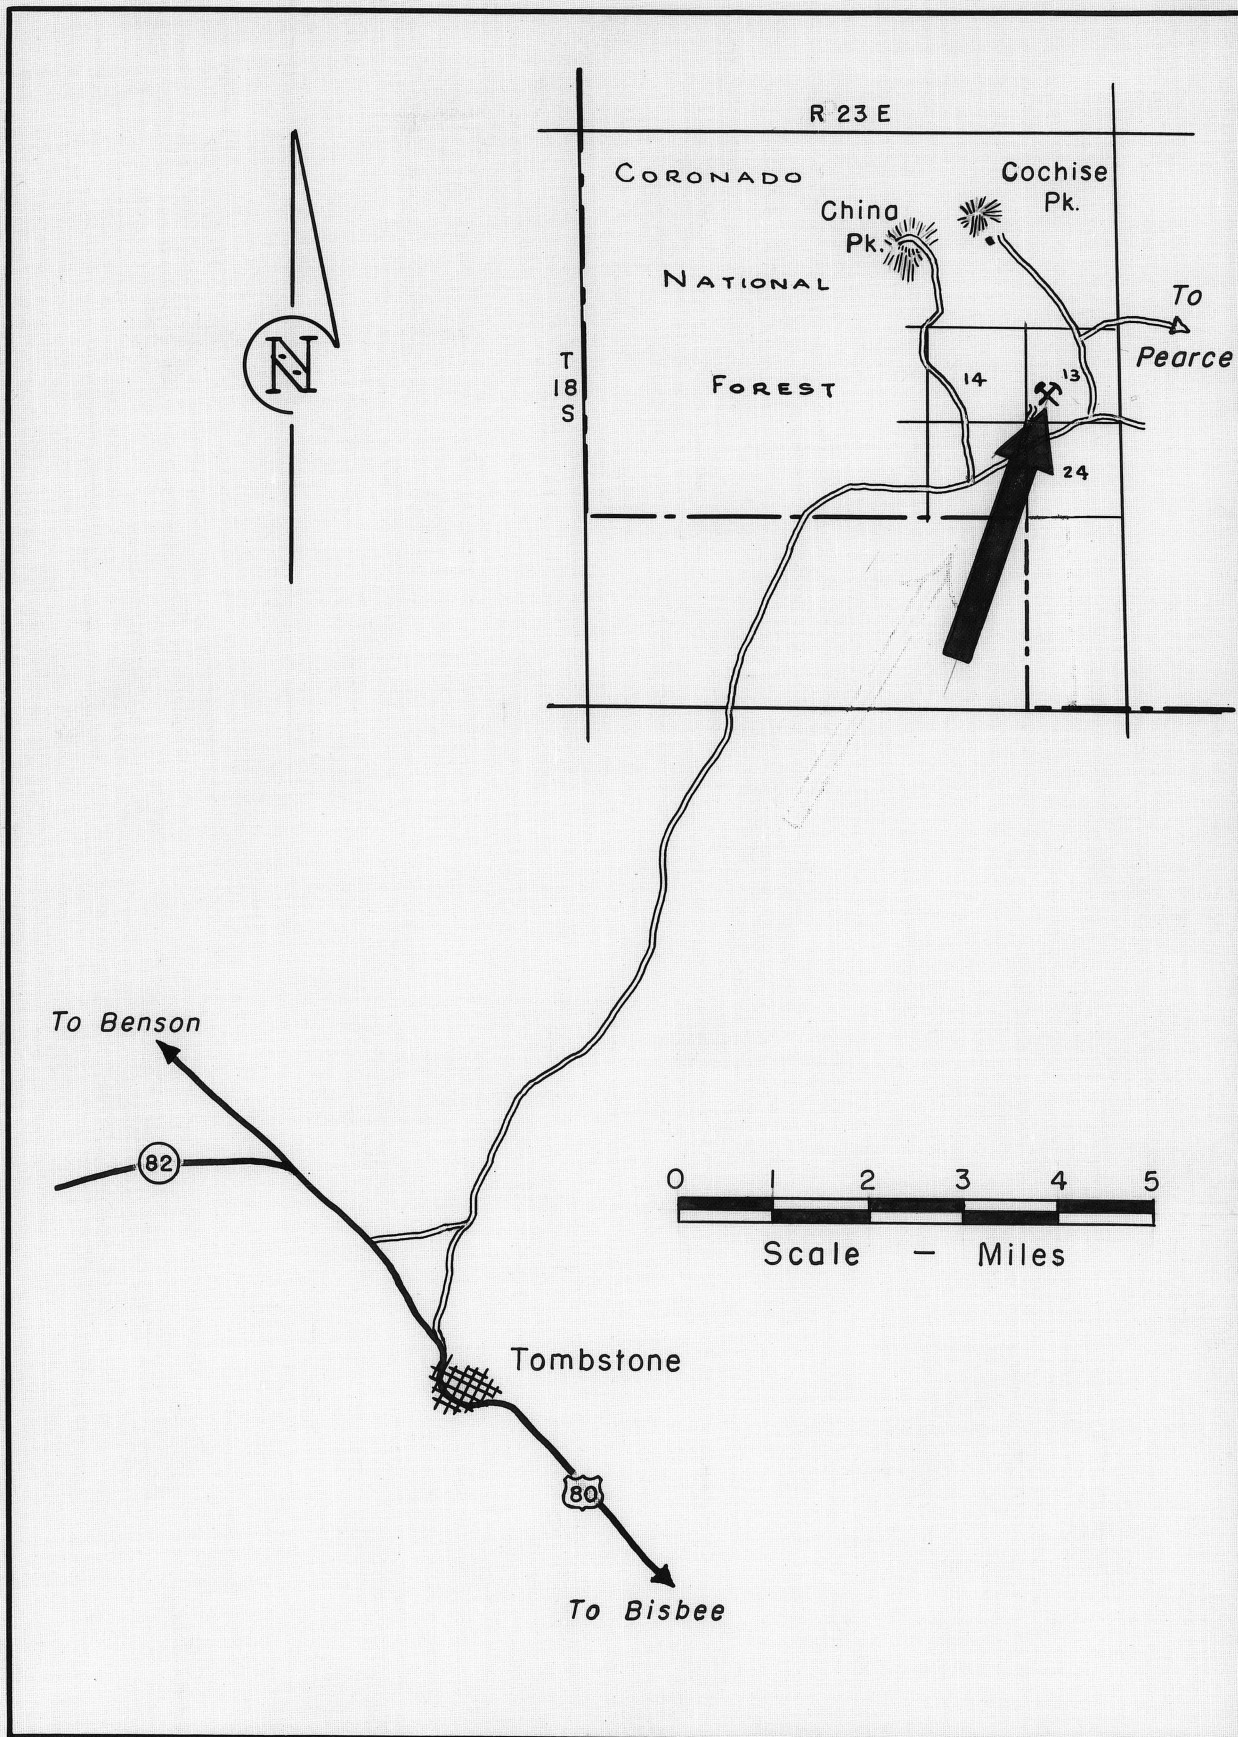 R 23 E
CORONADO
Cochise
Pk.
China
Pk.
NATIONAL
To
Pearce
N
T
18
S
FOREST
14
13
24
To Benson
82
0 1 2 3 4 5
Scale – Miles
Tombstone
80
To Bisbee